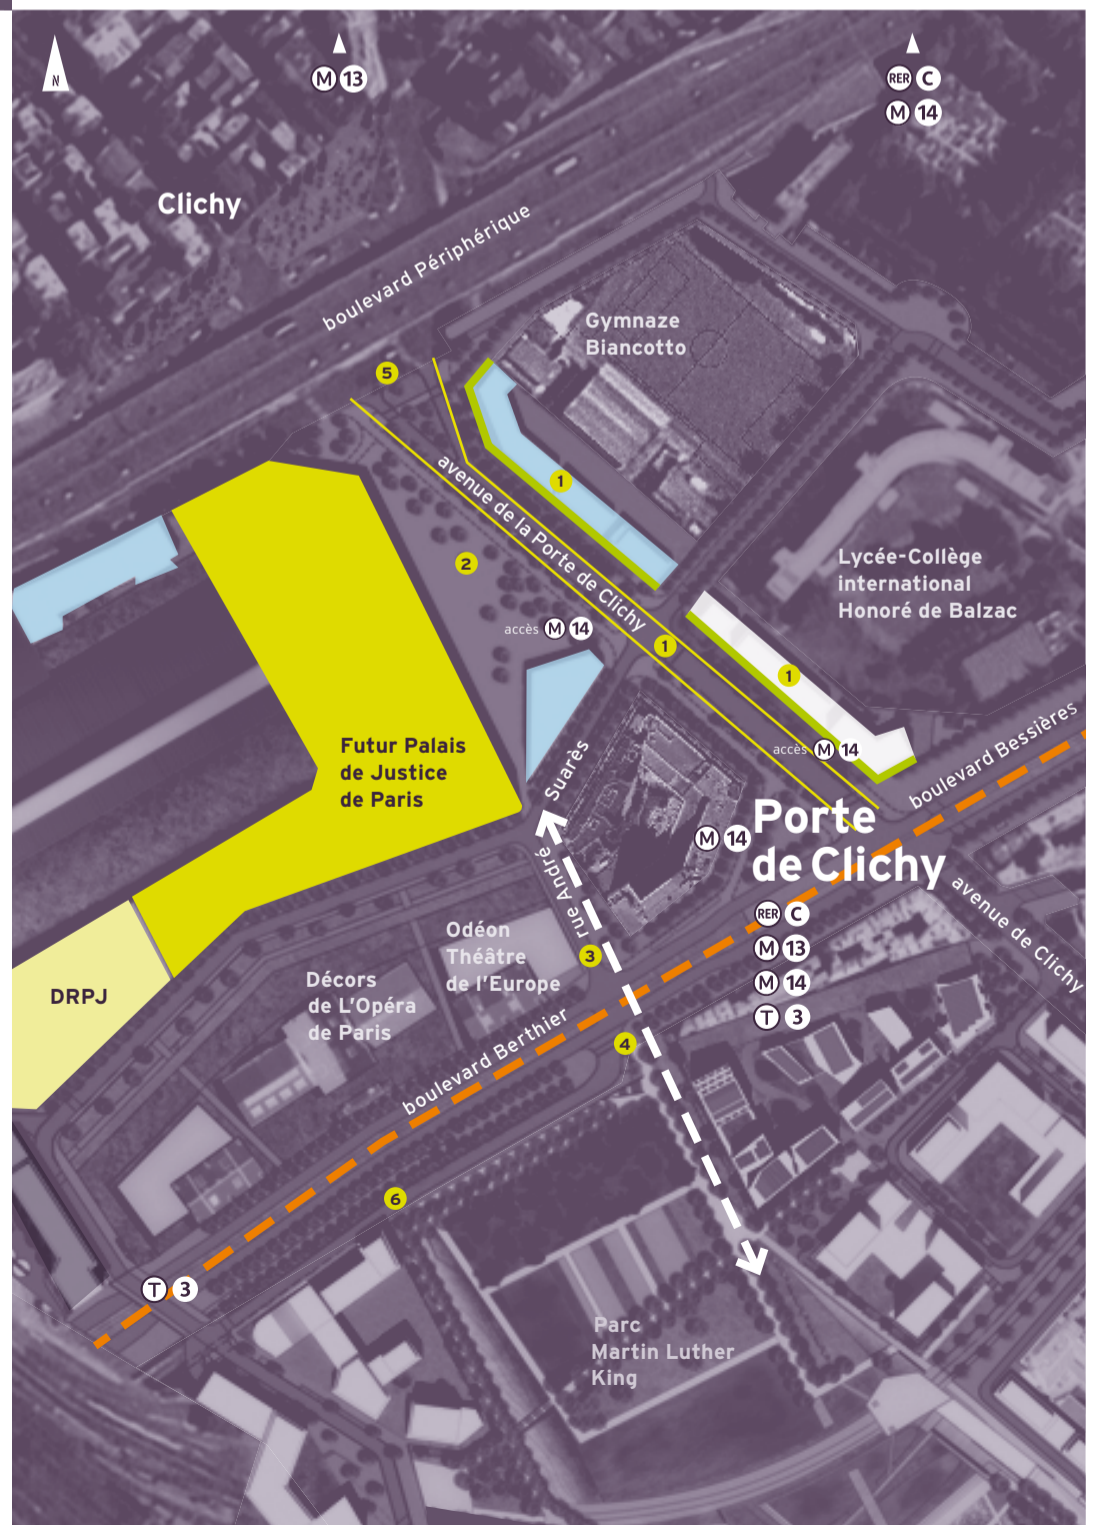 N
M 13
RER C
M 14
Clichy
boulevard Périphérique
Gymnaze
Biancotto
5
avenue de la Porte de Clichy
1
2
Lycée-Collège
international
Honoré de Balzac
accès M 14
1
1
accès M 14
boulevard Bessières
Futur Palais
de Justice
de Paris
rue André Suarès
M 14
Porte
de Clichy
RER C
M 13
M 14
T 3
avenue de Clichy
Odéon
Théâtre
de l'Europe
3
Décors
de L'Opéra
de Paris
DRPJ
boulevard Berthier
4
6
T 3
Parc
Martin Luther
King